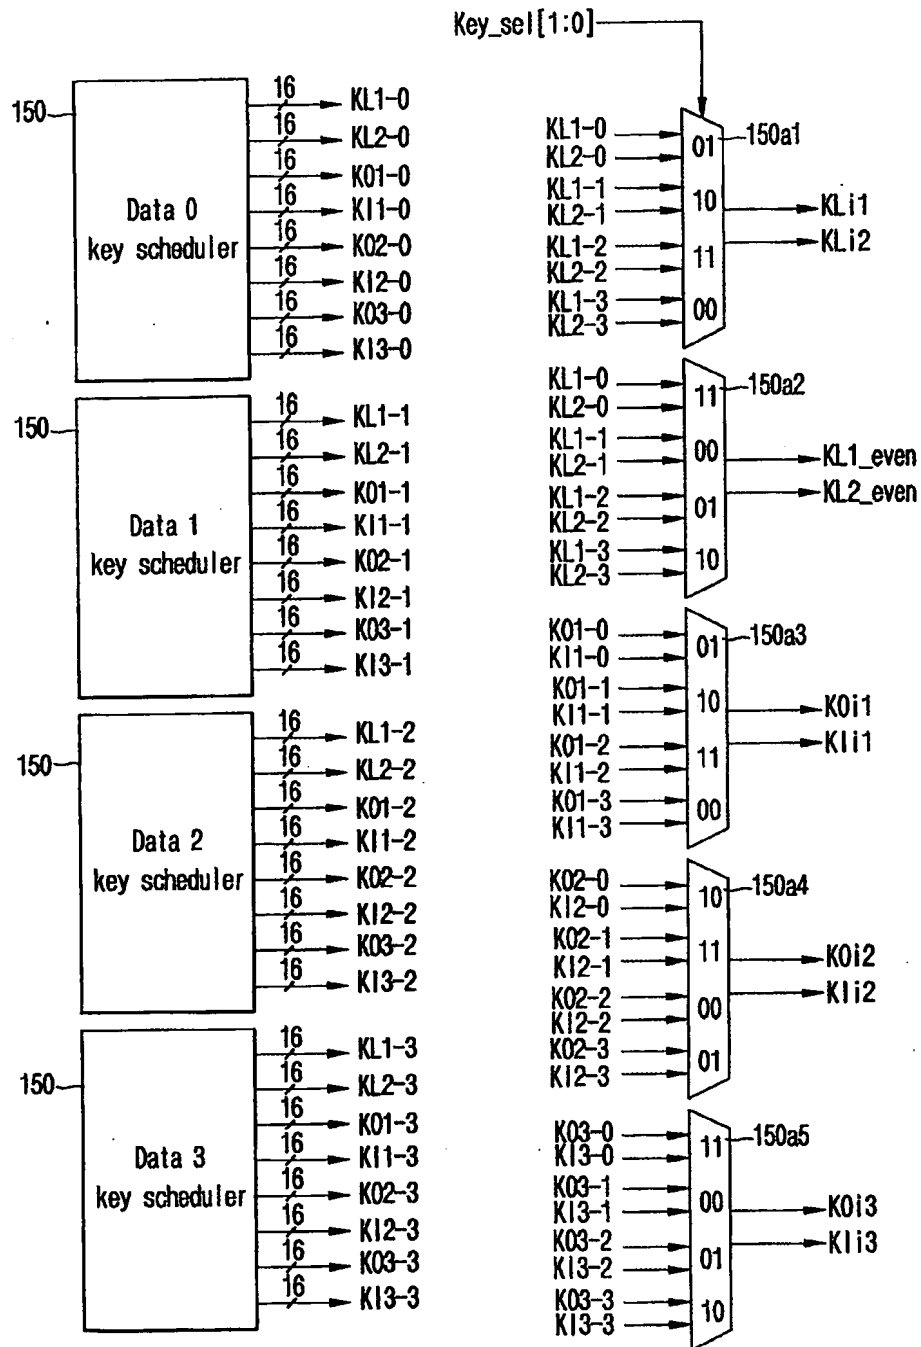 Key_sel[1:0]
150
Data 0
key scheduler
16 KL1-0
16 KL2-0
16 KO1-0
16 KI1-0
16 KO2-0
16 KI2-0
16 KO3-0
16 KI3-0
150
Data 1
key scheduler
16 KL1-1
16 KL2-1
16 KO1-1
16 KI1-1
16 KO2-1
16 KI2-1
16 KO3-1
16 KI3-1
150
Data 2
key scheduler
16 KL1-2
16 KL2-2
16 KO1-2
16 KI1-2
16 KO2-2
16 KI2-2
16 KO3-2
16 KI3-2
150
Data 3
key scheduler
16 KL1-3
16 KL2-3
16 KO1-3
16 KI1-3
16 KO2-3
16 KI2-3
16 KO3-3
16 KI3-3
KL1-0
KL2-0
KL1-1
KL2-1
KL1-2
KL2-2
KL1-3
KL2-3
01
10
11
00
150a1
KLi1
KLi2
KL1-0
KL2-0
KL1-1
KL2-1
KL1-2
KL2-2
KL1-3
KL2-3
11
00
01
10
150a2
KL1_even
KL2_even
KO1-0
KI1-0
KO1-1
KI1-1
KO1-2
KI1-2
KO1-3
KI1-3
01
10
11
00
150a3
KOi1
KIi1
KO2-0
KI2-0
KO2-1
KI2-1
KO2-2
KI2-2
KO2-3
KI2-3
10
11
00
01
150a4
KOi2
KIi2
KO3-0
KI3-0
KO3-1
KI3-1
KO3-2
KI3-2
KO3-3
KI3-3
11
00
01
10
150a5
KOi3
KIi3